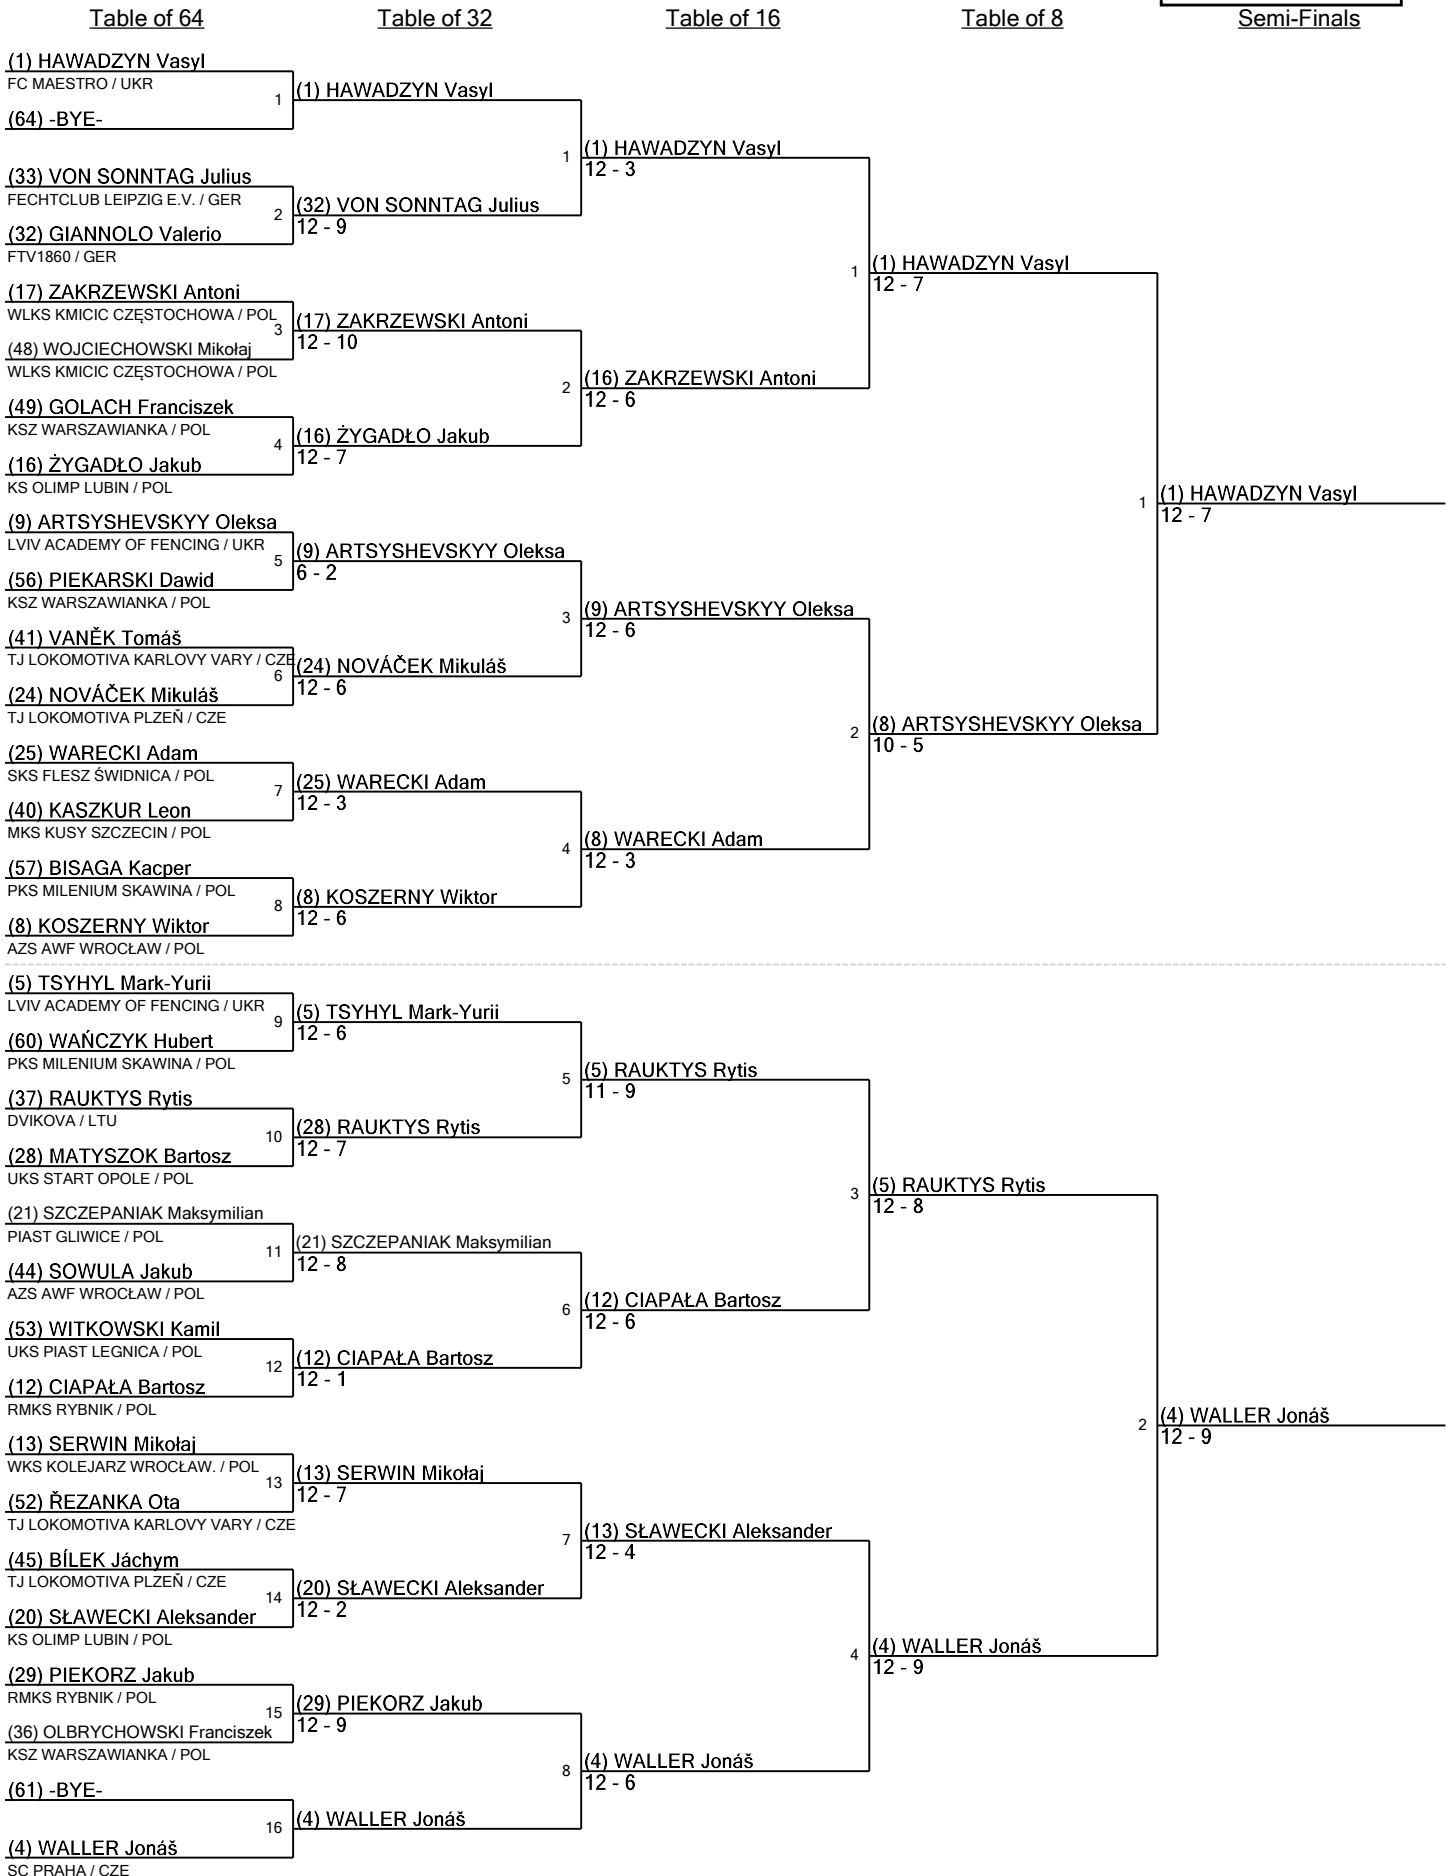 Table of 64
Table of 32
Table of 16
Table of 8
Semi-Finals
(1) HAWADZYN Vasyl
FC MAESTRO / UKR
1
(64) -BYE-
(33) VON SONNTAG Julius
FECHTCLUB LEIPZIG E.V. / GER
2
(32) GIANNOLO Valerio
FTV1860 / GER
(17) ZAKRZEWSKI Antoni
WLKS KMICIC CZĘSTOCHOWA / POL
3
(48) WOJCIECHOWSKI Mikołaj
WLKS KMICIC CZĘSTOCHOWA / POL
(49) GOLACH Franciszek
KSZ WARSZAWIANKA / POL
4
(16) ŻYGADŁO Jakub
KS OLIMP LUBIN / POL
(9) ARTSYSHEVSKYY Oleksa
LVIV ACADEMY OF FENCING / UKR
5
(56) PIEKARSKI Dawid
KSZ WARSZAWIANKA / POL
(41) VANĚK Tomáš
TJ LOKOMOTIVA KARLOVY VARY / CZE
6
(24) NOVÁČEK Mikuláš
TJ LOKOMOTIVA PLZEŇ / CZE
(25) WARECKI Adam
SKS FLESZ ŚWIDNICA / POL
7
(40) KASZKUR Leon
MKS KUSY SZCZECIN / POL
(57) BISAGA Kacper
PKS MILENIUM SKAWINA / POL
8
(8) KOSZERNY Wiktor
AZS AWF WROCŁAW / POL
(5) TSYHYL Mark-Yurii
LVIV ACADEMY OF FENCING / UKR
9
(60) WAŃCZYK Hubert
PKS MILENIUM SKAWINA / POL
(37) RAUKTYS Rytis
DVIKOVA / LTU
10
(28) MATYSZOK Bartosz
UKS START OPOLE / POL
(21) SZCZEPANIAK Maksymilian
PIAST GLIWICE / POL
11
(44) SOWULA Jakub
AZS AWF WROCŁAW / POL
(53) WITKOWSKI Kamil
UKS PIAST LEGNICA / POL
12
(12) CIAPAŁA Bartosz
RMKS RYBNIK / POL
(13) SERWIN Mikołaj
WKS KOLEJARZ WROCŁAW. / POL
13
(52) ŘEZANKA Ota
TJ LOKOMOTIVA KARLOVY VARY / CZE
(45) BÍLEK Jáchym
TJ LOKOMOTIVA PLZEŇ / CZE
14
(20) SŁAWECKI Aleksander
KS OLIMP LUBIN / POL
(29) PIEKORZ Jakub
RMKS RYBNIK / POL
15
(36) OLBRYCHOWSKI Franciszek
KSZ WARSZAWIANKA / POL
(61) -BYE-
16
(4) WALLER Jonáš
SC PRAHA / CZE
(1) HAWADZYN Vasyl
1
(32) VON SONNTAG Julius
12 - 9
(17) ZAKRZEWSKI Antoni
12 - 10
2
(16) ŻYGADŁO Jakub
12 - 7
(9) ARTSYSHEVSKYY Oleksa
6 - 2
3
(24) NOVÁČEK Mikuláš
12 - 6
(25) WARECKI Adam
12 - 3
4
(8) KOSZERNY Wiktor
12 - 6
(5) TSYHYL Mark-Yurii
12 - 6
5
(28) RAUKTYS Rytis
12 - 7
(21) SZCZEPANIAK Maksymilian
12 - 8
6
(12) CIAPAŁA Bartosz
12 - 1
(13) SERWIN Mikołaj
12 - 7
7
(20) SŁAWECKI Aleksander
12 - 2
(29) PIEKORZ Jakub
12 - 9
8
(4) WALLER Jonáš
(1) HAWADZYN Vasyl
12 - 3
1
(16) ZAKRZEWSKI Antoni
12 - 6
(9) ARTSYSHEVSKYY Oleksa
12 - 6
2
(8) WARECKI Adam
12 - 3
(5) RAUKTYS Rytis
11 - 9
3
(12) CIAPAŁA Bartosz
12 - 6
(13) SŁAWECKI Aleksander
12 - 4
4
(4) WALLER Jonáš
12 - 6
(1) HAWADZYN Vasyl
12 - 7
1
(8) ARTSYSHEVSKYY Oleksa
10 - 5
(5) RAUKTYS Rytis
12 - 8
2
(4) WALLER Jonáš
12 - 9
(1) HAWADZYN Vasyl
12 - 7
(4) WALLER Jonáš
12 - 9